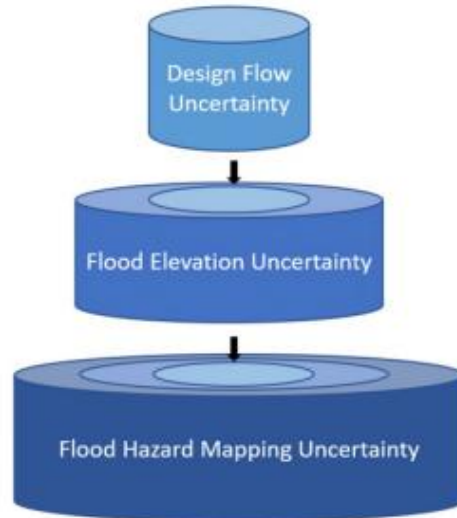 Design Flow
Uncertainty
Flood Elevation Uncertainty
Flood Hazard Mapping Uncertainty